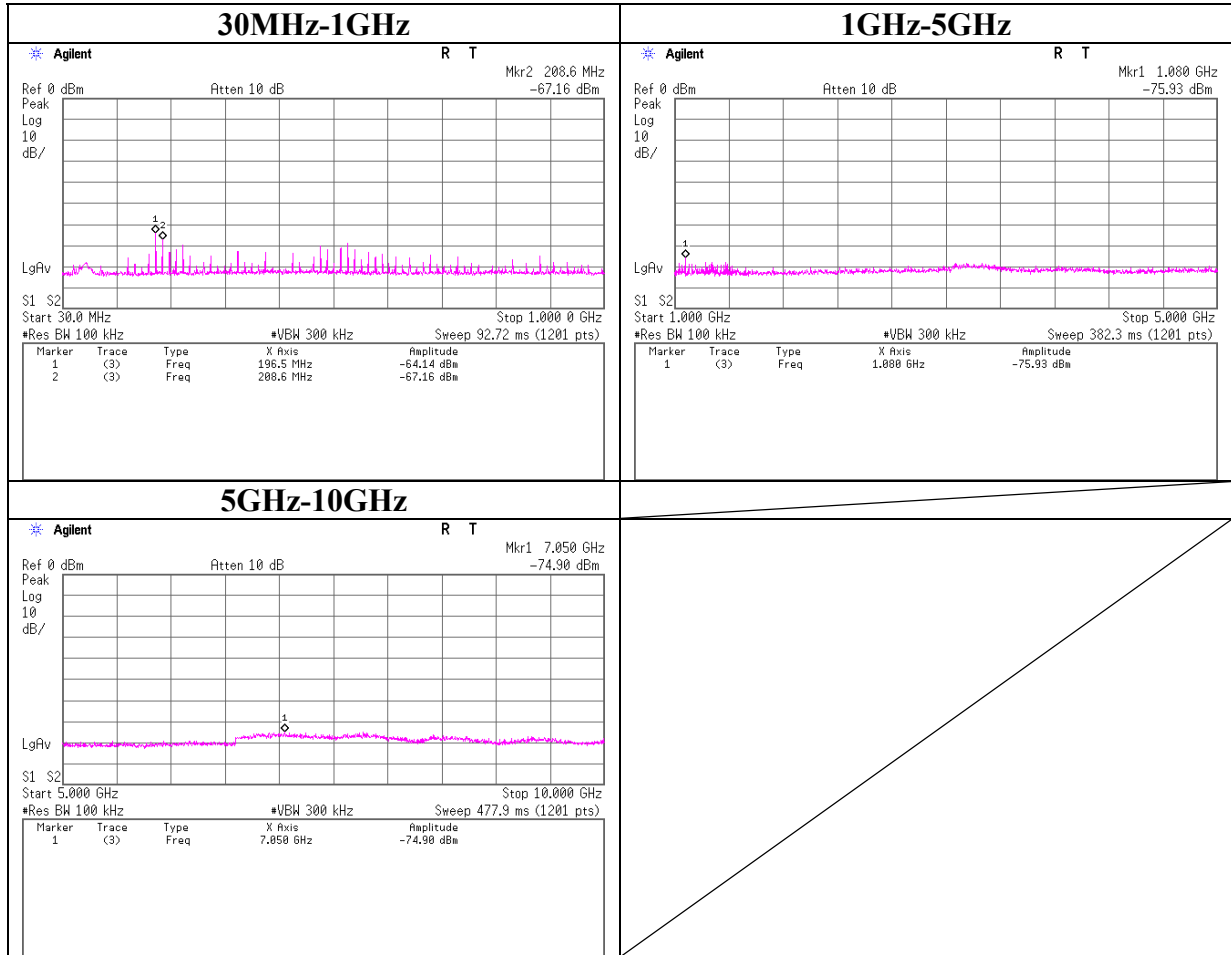 30MHz-1GHz
Agilent R T
Mkr2 208.6 MHz
Ref 0 dBm Atten 10 dB -67.16 dBm
Peak
Log
10
dB/
1
2
LgAv
S1 S2
Start 30.0 MHz Stop 1.000 0 GHz
#Res BW 100 kHz #VBW 300 kHz Sweep 92.72 ms (1201 pts)
Marker Trace Type X Axis Amplitude
1 (3) Freq 196.5 MHz -64.14 dBm
2 (3) Freq 208.6 MHz -67.16 dBm
1GHz-5GHz
Agilent R T
Mkr1 1.080 GHz
Ref 0 dBm Atten 10 dB -75.93 dBm
Peak
Log
10
dB/
1
LgAv
S1 S2
Start 1.000 GHz Stop 5.000 GHz
#Res BW 100 kHz #VBW 300 kHz Sweep 382.3 ms (1201 pts)
Marker Trace Type X Axis Amplitude
1 (3) Freq 1.080 GHz -75.93 dBm
5GHz-10GHz
Agilent R T
Mkr1 7.050 GHz
Ref 0 dBm Atten 10 dB -74.90 dBm
Peak
Log
10
dB/
1
LgAv
S1 S2
Start 5.000 GHz Stop 10.000 GHz
#Res BW 100 kHz #VBW 300 kHz Sweep 477.9 ms (1201 pts)
Marker Trace Type X Axis Amplitude
1 (3) Freq 7.050 GHz -74.90 dBm